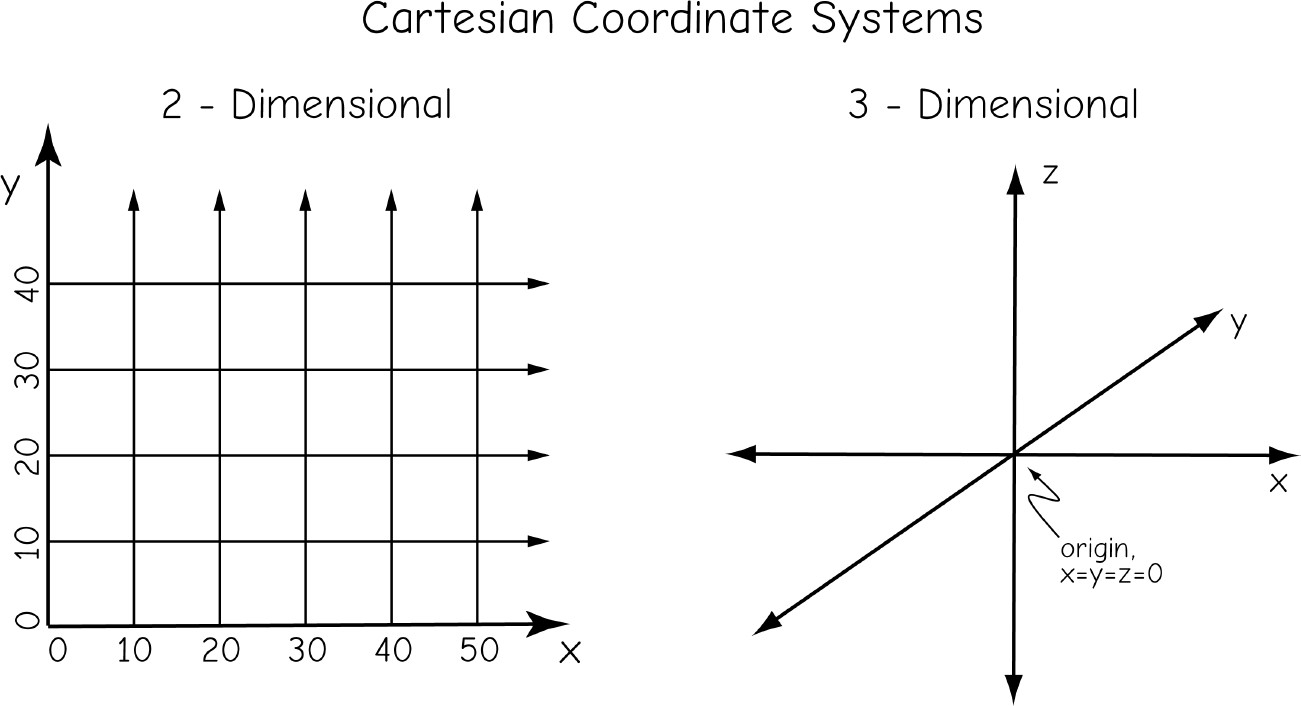 Cartesian Coordinate Systems
2 - Dimensional
y
40
30
20
10
0
0 10 20 30 40 50 x
3 - Dimensional
z
y
x
origin,
x=y=z=0